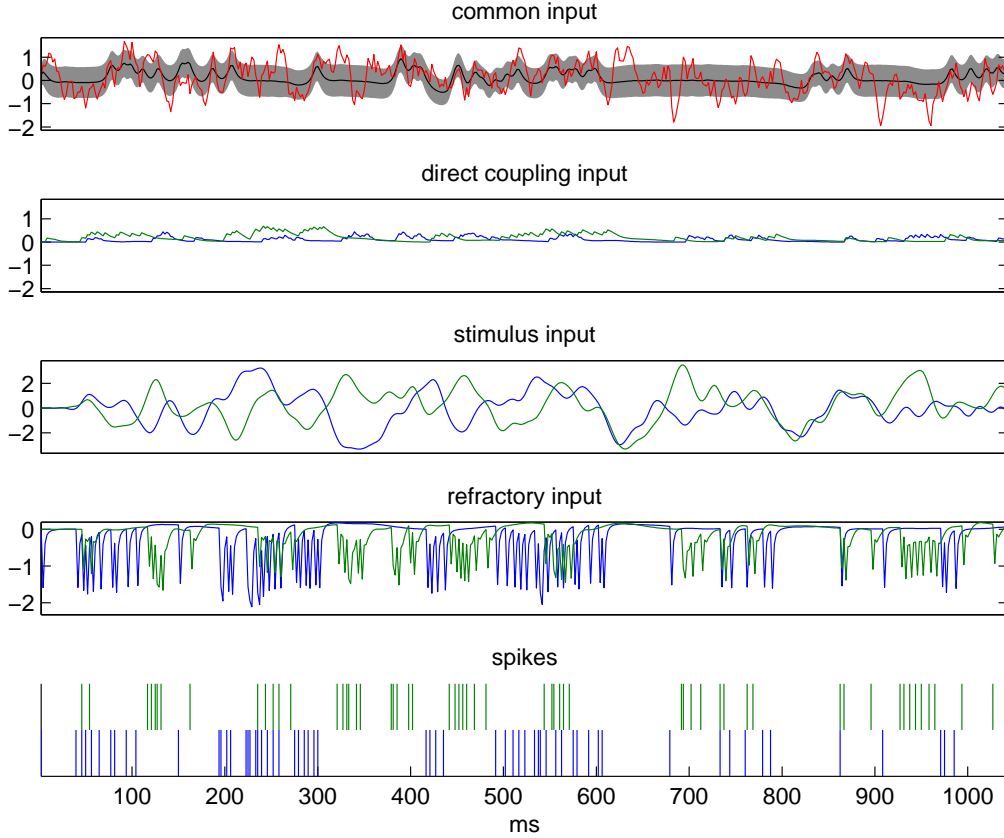 common input
1
0
−1
−2
direct coupling input
1
0
−1
−2
stimulus input
2
0
−2
refractory input
0
−1
−2
spikes
100 200 300 400 500 600 700 800 900 1000
ms